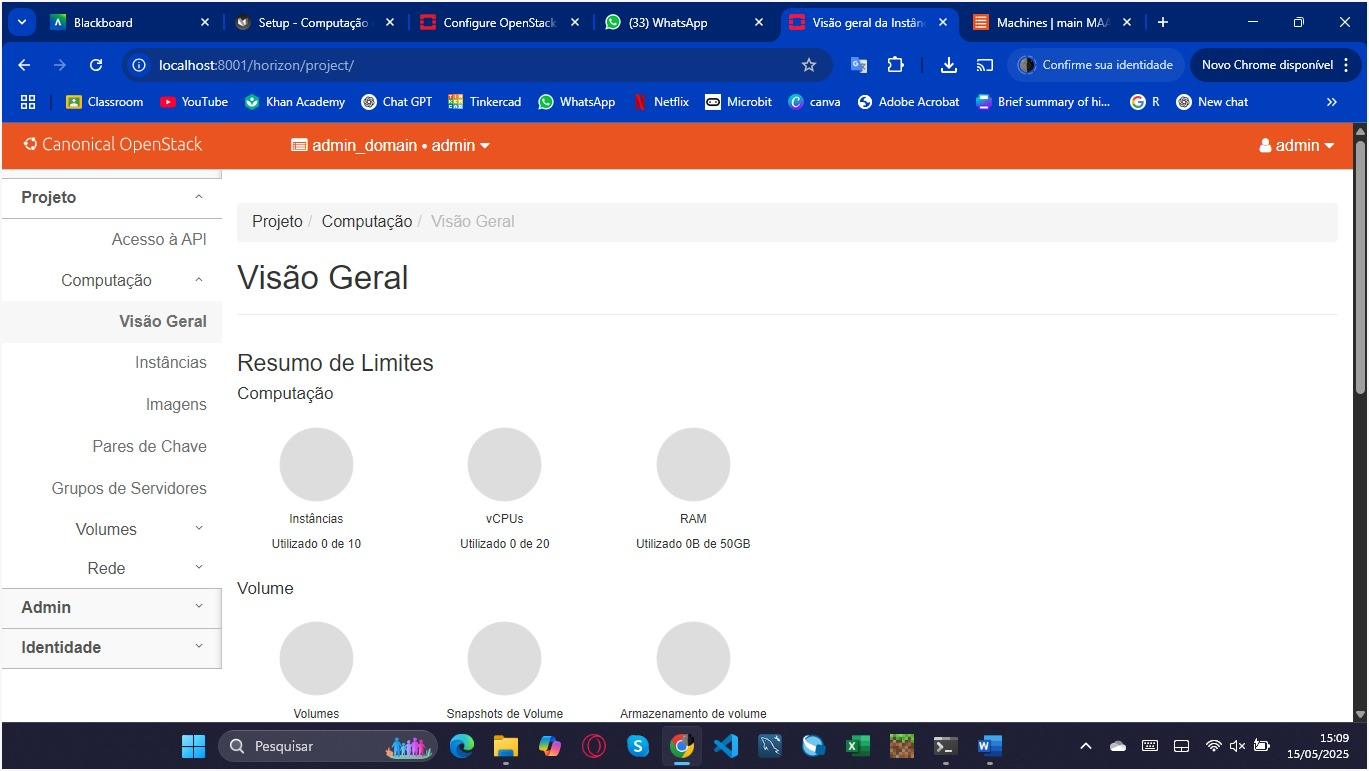 Blackboard
Setup - Computação
Configure OpenStack
(33) WhatsApp
Visão geral da Instân
Machines | main MAA
localhost:8001/horizon/project/
Confirme sua identidade
Novo Chrome disponível
Classroom
YouTube
Khan Academy
Chat GPT
Tinkercad
WhatsApp
Netflix
Microbit
canva
Adobe Acrobat
Brief summary of hi...
R
New chat
Canonical OpenStack
admin_domain • admin
admin
Projeto
Acesso à API
Computação
Visão Geral
Instâncias
Imagens
Pares de Chave
Grupos de Servidores
Volumes
Rede
Admin
Identidade
Projeto / Computação / Visão Geral
Visão Geral
Resumo de Limites
Computação
Instâncias
Utilizado 0 de 10
vCPUs
Utilizado 0 de 20
RAM
Utilizado 0B de 50GB
Volume
Volumes
Snapshots de Volume
Armazenamento de volume
Pesquisar
15:09
15/05/2025